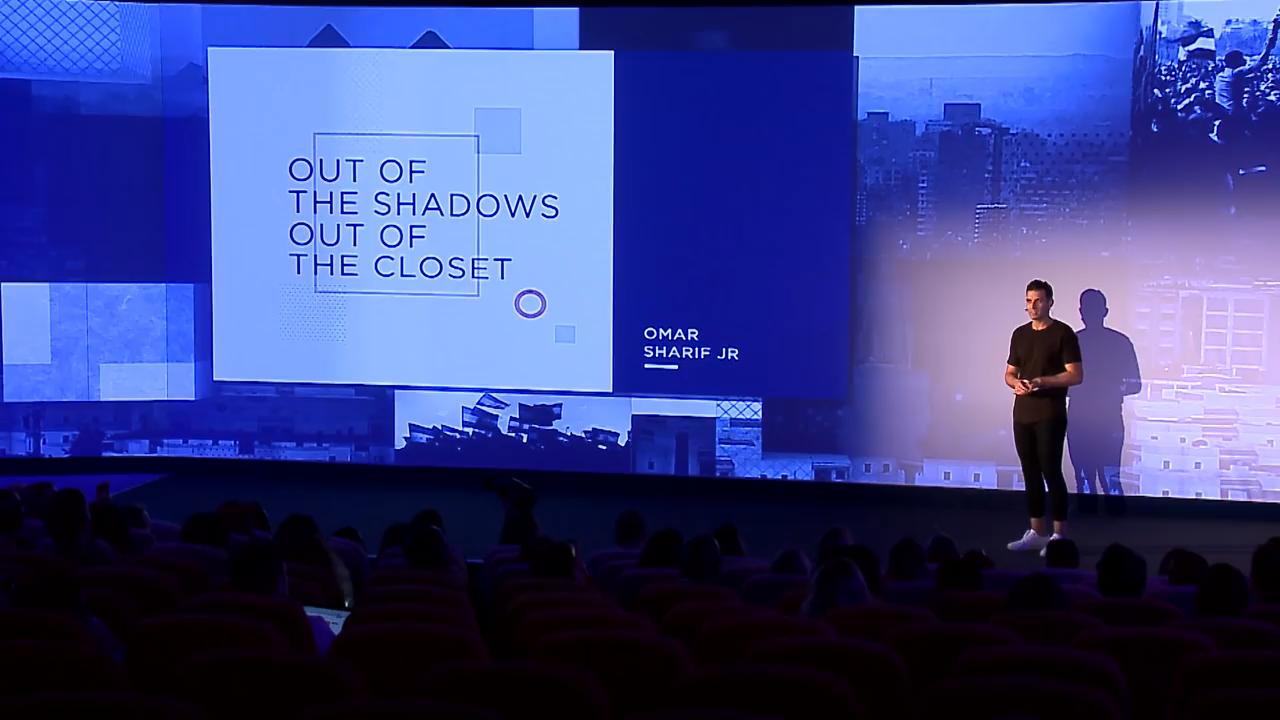 OUT OF
THE SHADOWS
OUT OF
THE CLOSET
OMAR
SHARIF JR